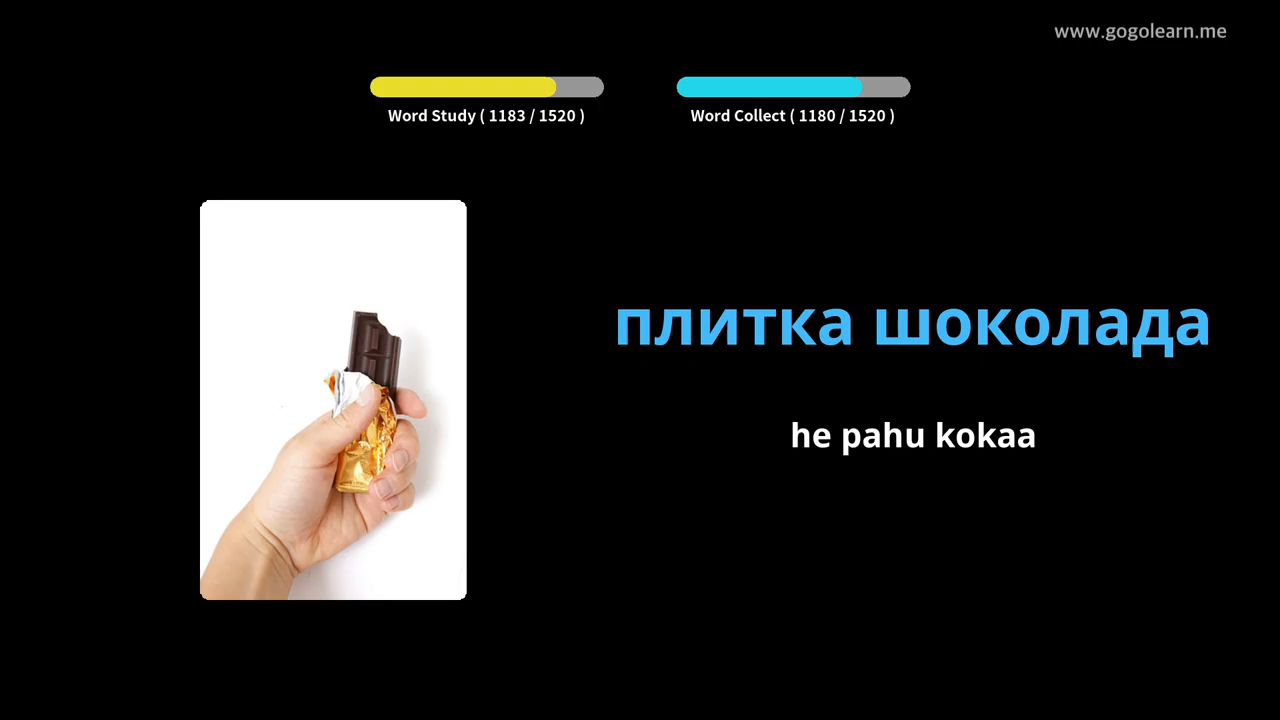 www.gogolearn.me
Word Study ( 1183 / 1520 )
Word Collect ( 1180 / 1520 )
плитка шоколада
he pahu kokaa